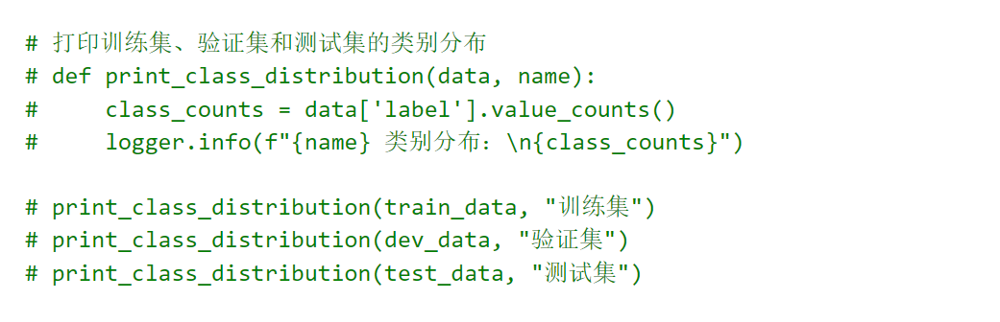 # 打印训练集、验证集和测试集的类别分布
# def print_class_distribution(data, name):
#     class_counts = data['label'].value_counts()
#     logger.info(f"{name} 类别分布：\n{class_counts}")
# print_class_distribution(train_data, "训练集")
# print_class_distribution(dev_data, "验证集")
# print_class_distribution(test_data, "测试集")